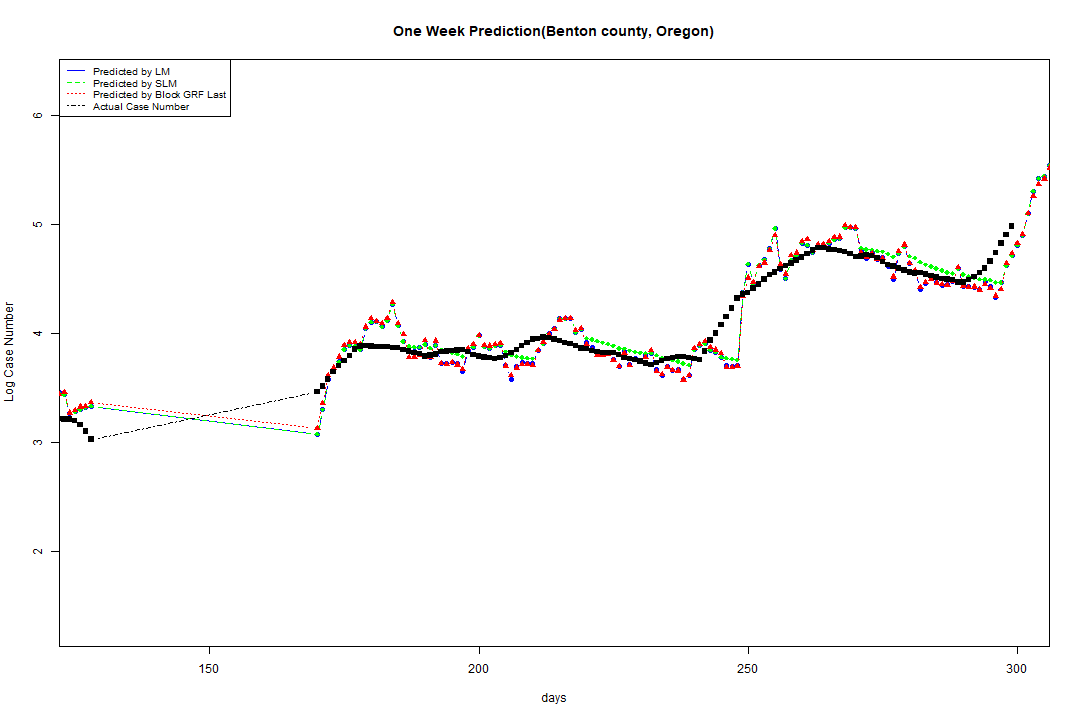 One Week Prediction(Benton county, Oregon)
Predicted by LM
Predicted by SLM
Predicted by Block GRF Last
Actual Case Number
6
5
4
3
2
Log Case Number
150
200
250
300
days